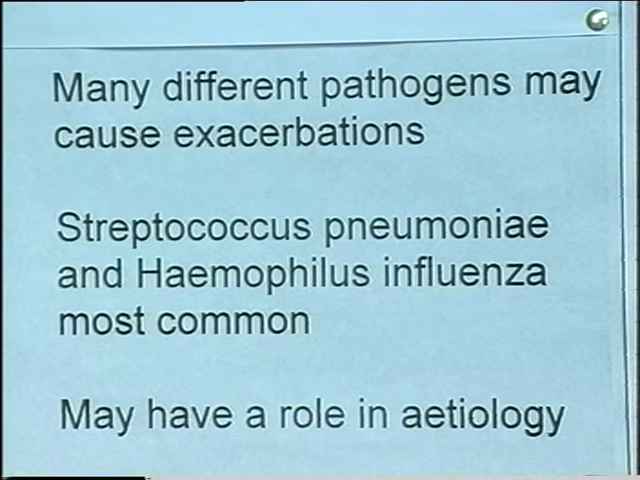 Many different pathogens may
cause exacerbations
Streptococcus pneumoniae
and Haemophilus influenza
most common
May have a role in aetiology